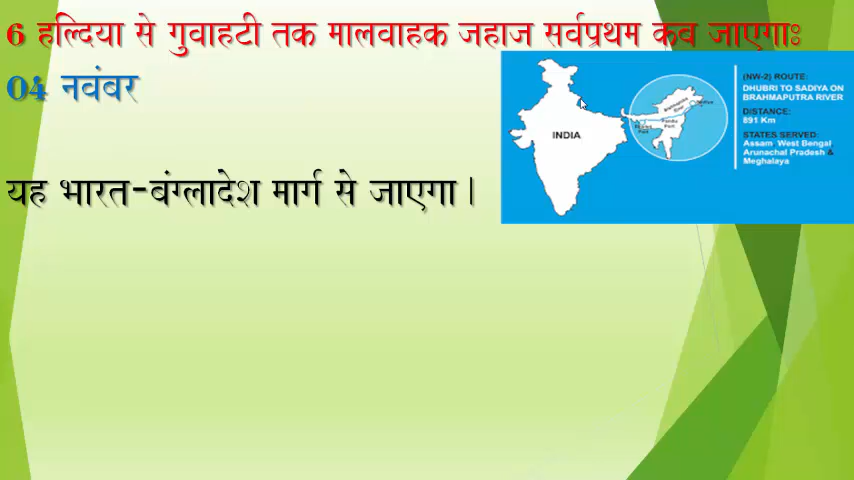 6 हल्दिया से गुवाहटी तक मालवाहक जहाज सर्वप्रथम कब जाएगाः
04 नवंबर
यह भारत-बंग्लादेश मार्ग से जाएगा।
INDIA
(NW-2) ROUTE:
DHUBRI TO SADIYA ON
BRAHMAPUTRA RIVER
DISTANCE:
891 Km
STATES SERVED:
Assam, West Bengal,
Arunachal Pradesh &
Meghalaya